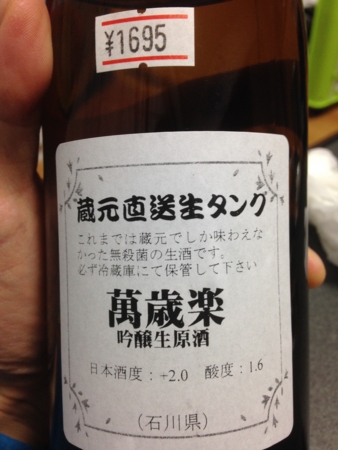 ¥1695
蔵元直送生タンク
これまでは蔵元でしか味わえな
かった無殺菌の生酒です。
必ず冷蔵庫にて保管して下さい
萬歳楽
吟醸生原酒
日本酒度：+2.0　酸度：1.6
（石川県）